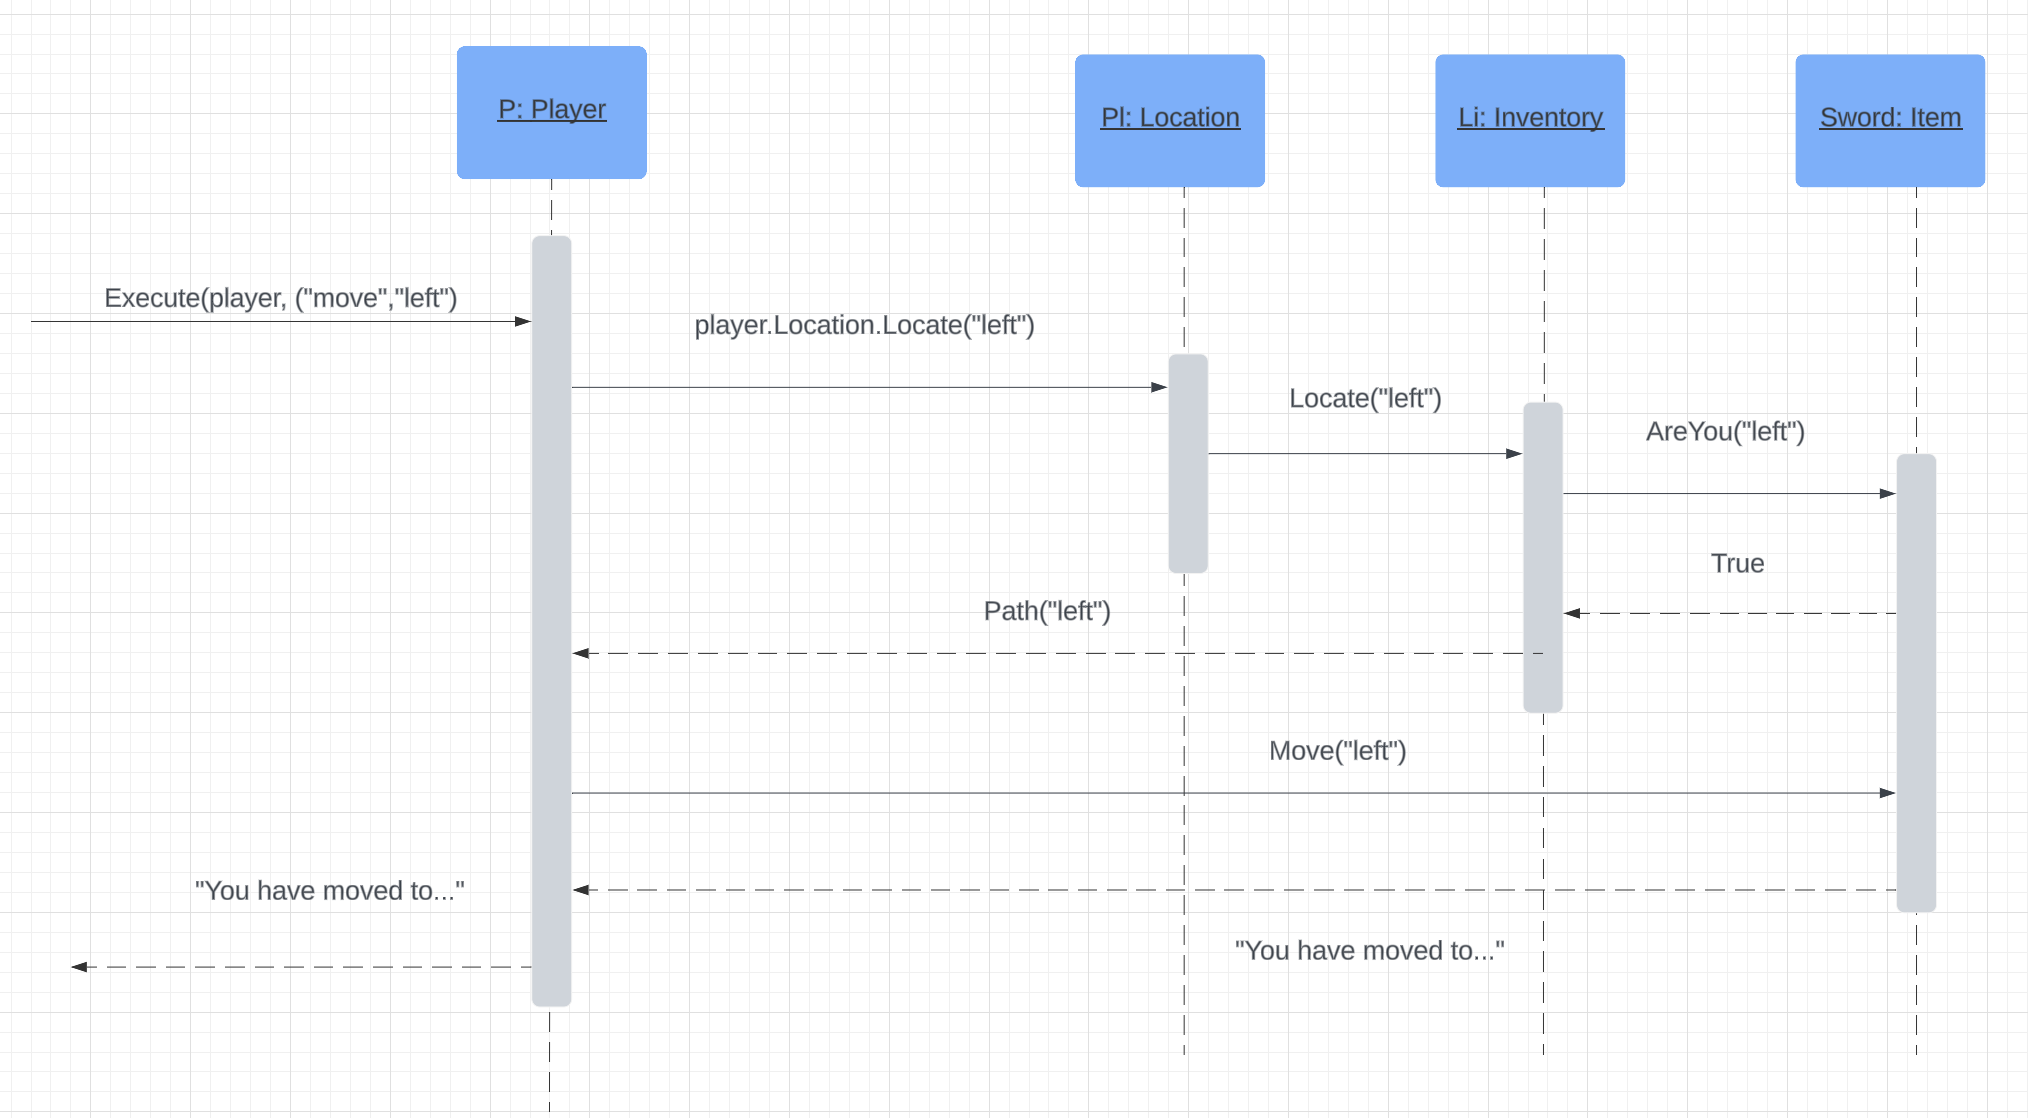 P: Player
Pl: Location
Li: Inventory
Sword: Item
Execute(player, ("move","left")
player.Location.Locate("left")
Locate("left")
AreYou("left")
True
Path("left")
Move("left")
"You have moved to..."
"You have moved to..."